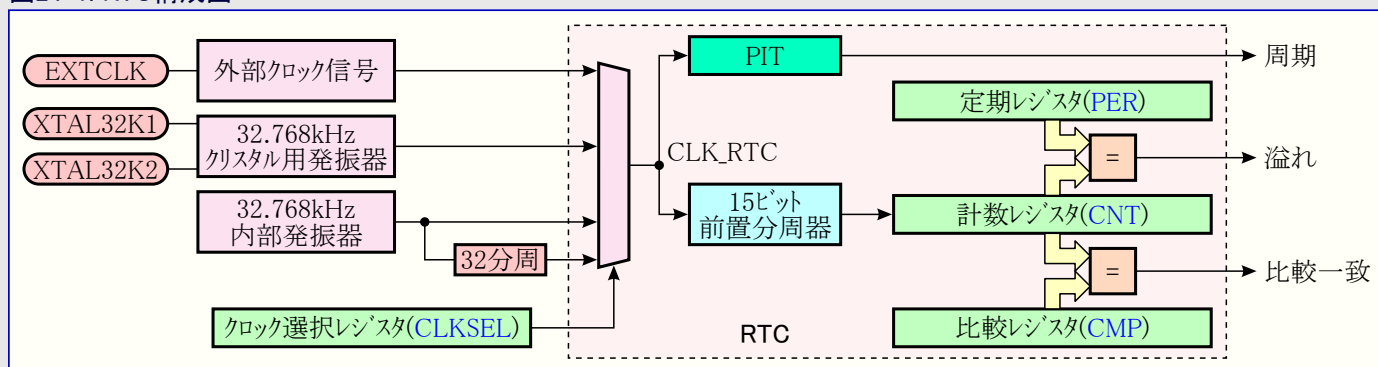 EXTCLK
外部クロック信号
XTAL32K1
XTAL32K2
32.768kHz
クリスタル用発振器
32.768kHz
内部発振器
32分周
クロック選択レジスタ(CLKSEL)
CLK_RTC
PIT
15ビット
前置分周器
定期レジスタ(PER)
=
計数レジスタ(CNT)
=
比較レジスタ(CMP)
RTC
周期
溢れ
比較一致